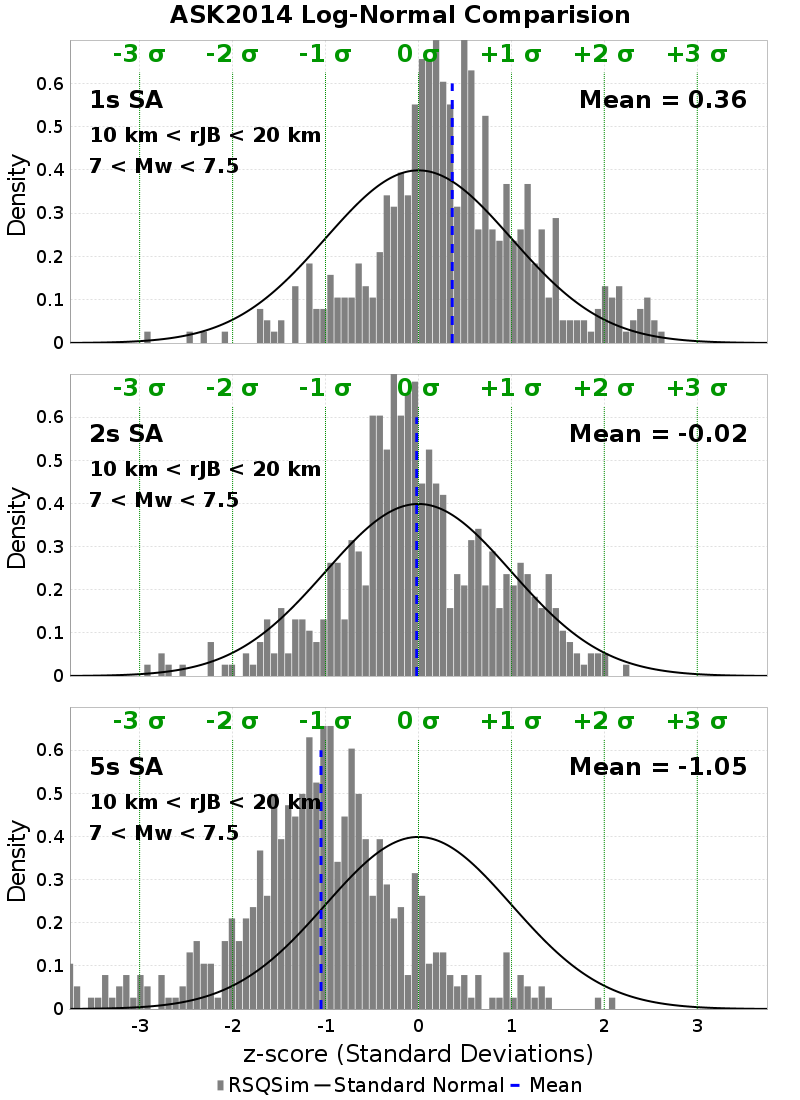 ASK2014 Log-Normal Comparision
-3 σ -2 σ -1 σ 0 σ +1 σ +2 σ +3 σ
1s SA
Mean = 0.36
10 km < rJB < 20 km
7 < Mw < 7.5
0.6
0.5
0.4
0.3
0.2
0.1
0
Density
-3 σ -2 σ -1 σ 0 σ +1 σ +2 σ +3 σ
2s SA
Mean = -0.02
10 km < rJB < 20 km
7 < Mw < 7.5
0.6
0.5
0.4
0.3
0.2
0.1
0
Density
-3 σ -2 σ -1 σ 0 σ +1 σ +2 σ +3 σ
5s SA
Mean = -1.05
10 km < rJB < 20 km
7 < Mw < 7.5
0.6
0.5
0.4
0.3
0.2
0.1
0
Density
-3 -2 -1 0 1 2 3
z-score (Standard Deviations)
RSQSim Standard Normal Mean